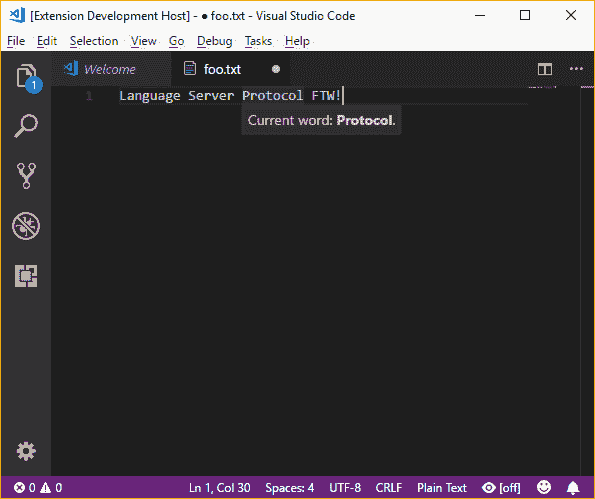 [Extension Development Host] - ● foo.txt - Visual Studio Code
File Edit Selection View Go Debug Tasks Help
Welcome foo.txt ●
1 Language Server Protocol FTW!
Current word: Protocol.
1
0 0 Ln 1, Col 30 Spaces: 4 UTF-8 CRLF Plain Text [off]